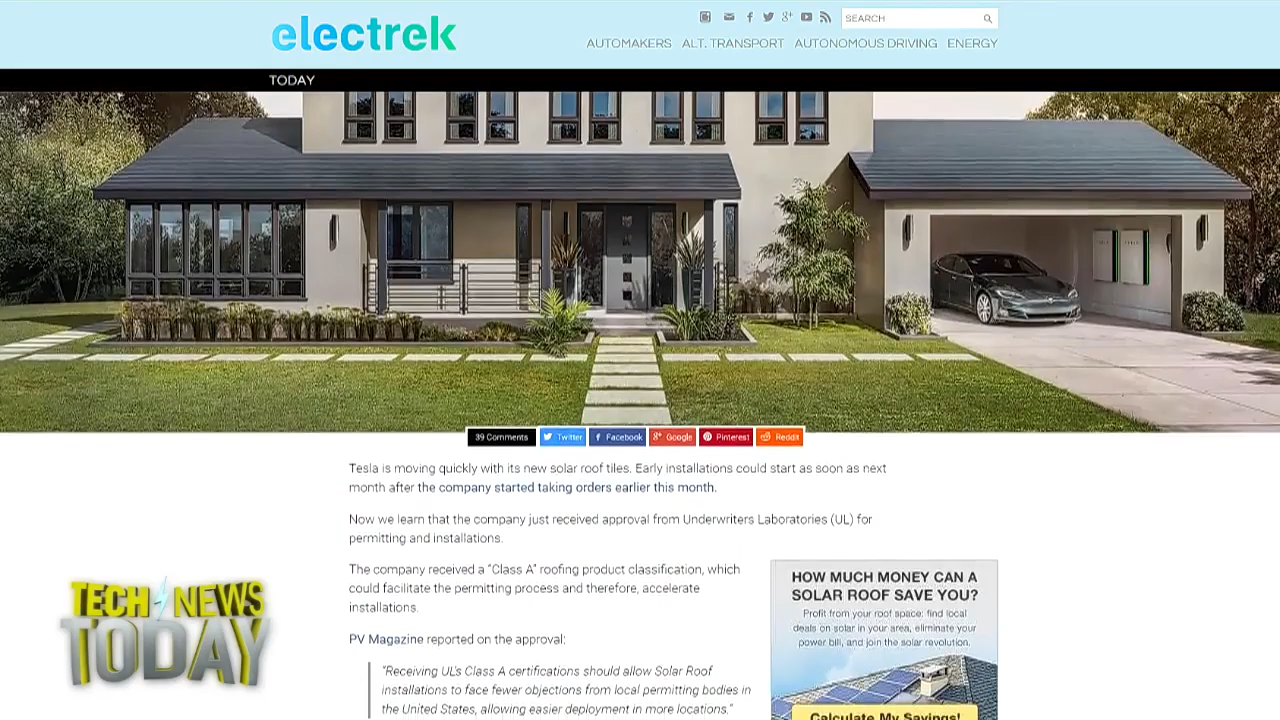 electrek
SEARCH
AUTOMAKERS ALT. TRANSPORT AUTONOMOUS DRIVING ENERGY
TODAY
39 Comments Twitter Facebook Google Pinterest Reddit
Tesla is moving quickly with its new solar roof tiles. Early installations could start as soon as next
month after the company started taking orders earlier this month.
Now we learn that the company just received approval from Underwriters Laboratories (UL) for
permitting and installations.
The company received a “Class A” roofing product classification, which
could facilitate the permitting process and therefore, accelerate
installations.
PV Magazine reported on the approval:
“Receiving UL’s Class A certifications should allow Solar Roof
installations to face fewer objections from local permitting bodies in
the United States, allowing easier deployment in more locations.”
HOW MUCH MONEY CAN A
SOLAR ROOF SAVE YOU?
Profit from your roof space: find local
deals on solar in your area, eliminate your
power bill, and join the solar revolution.
Calculate My Savings!
TECH NEWS
TODAY